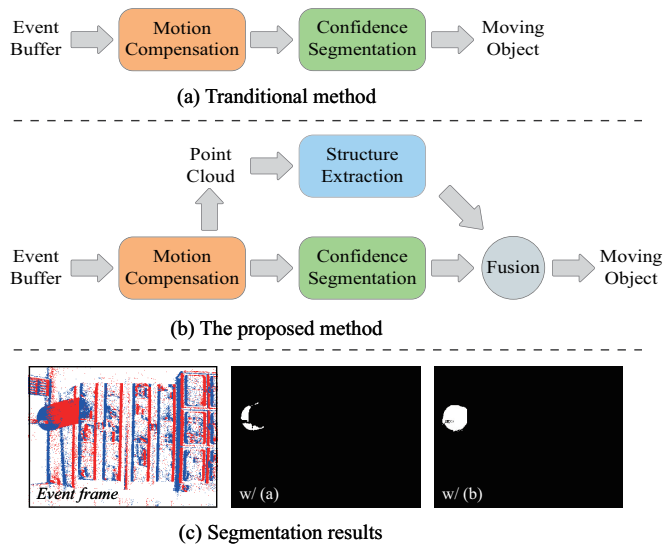 Event
Buffer
Motion
Compensation
Confidence
Segmentation
Moving
Object
(a) Tranditional method
Point
Cloud
Structure
Extraction
Event
Buffer
Motion
Compensation
Confidence
Segmentation
Fusion
Moving
Object
(b) The proposed method
Event frame
w/ (a)
w/ (b)
(c) Segmentation results